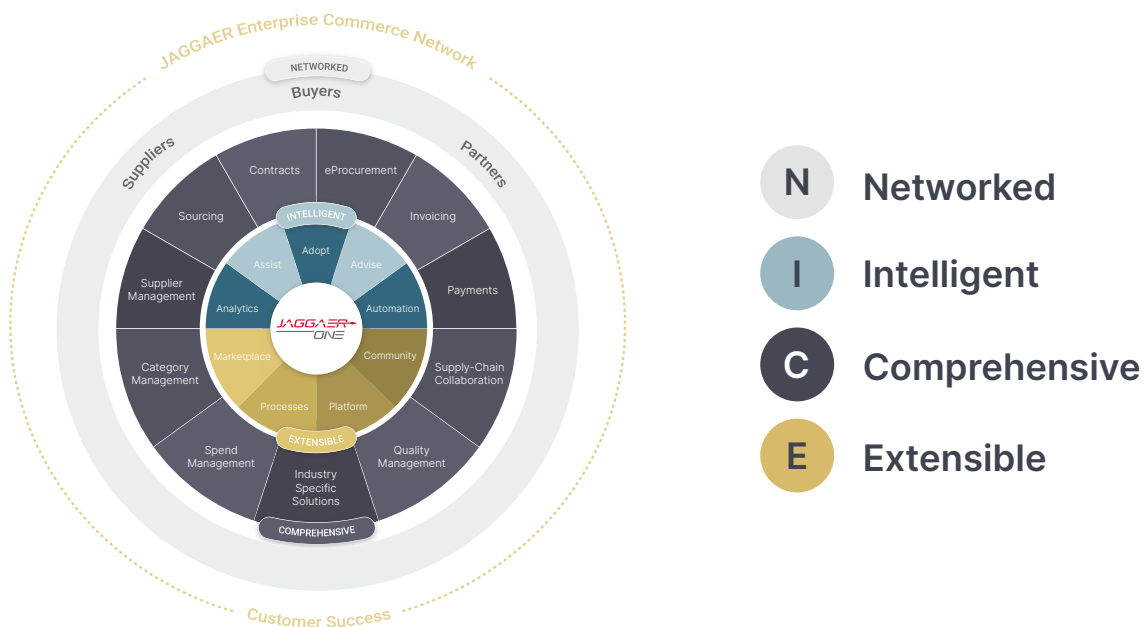 JAGGAER Enterprise Commerce Network
NETWORKED
Buyers
Suppliers
Partners
Contracts
eProcurement
Sourcing
Invoicing
Supplier
Management
Payments
Category
Management
Supply-Chain
Collaboration
Spend
Management
Quality
Management
Industry
Specific
Solutions
COMPREHENSIVE
INTELLIGENT
Adopt
Assist
Advise
Analytics
Automation
JAGGAER
ONE
Marketplace
Community
Processes
Platform
EXTENSIBLE
Customer Success
N
Networked
I
Intelligent
C
Comprehensive
E
Extensible